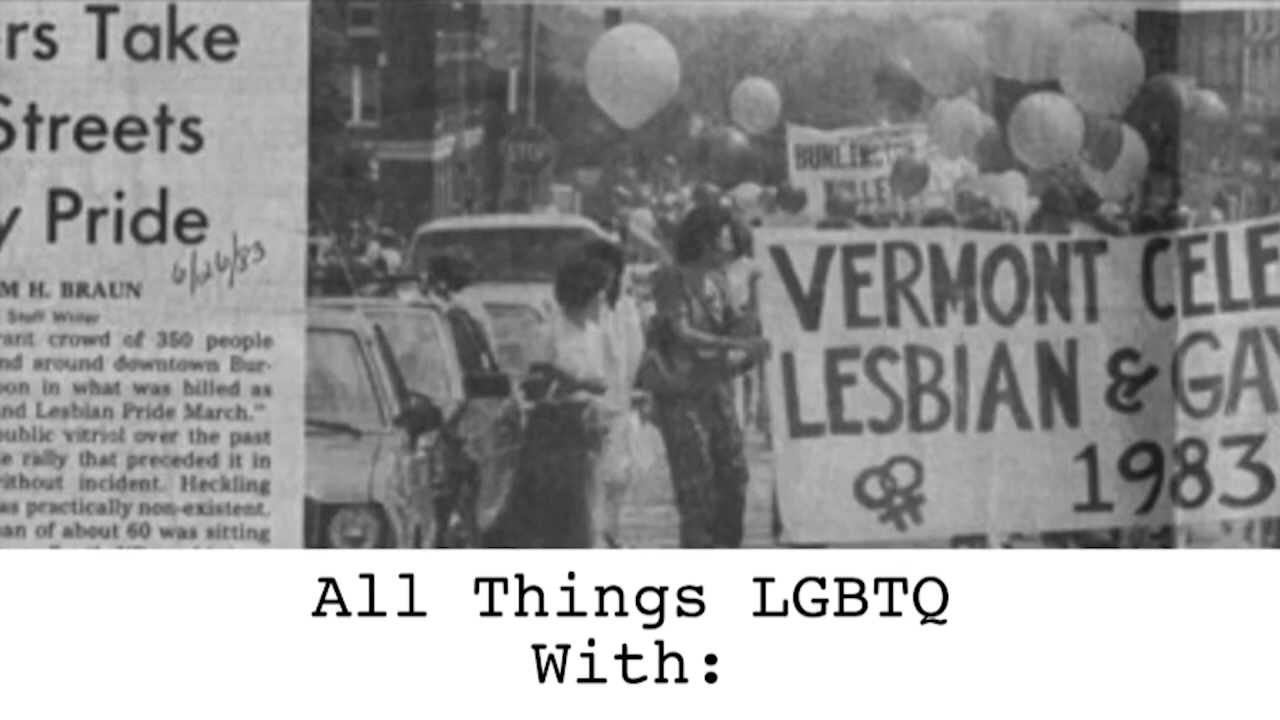 rs Take
Streets
y Pride
6/26/83
M H. BRAUN
Staff Writer
rant crowd of 350 people
nd around downtown Bur-
oon in what was billed as
nd Lesbian Pride March."
public vitriol over the past
e rally that preceded it in
without incident. Heckling
as practically non-existent.
an of about 60 was sitting
STOP
BURLINGTON
VERMONT CELE
LESBIAN & GAY
1983
All Things LGBTQ
With: